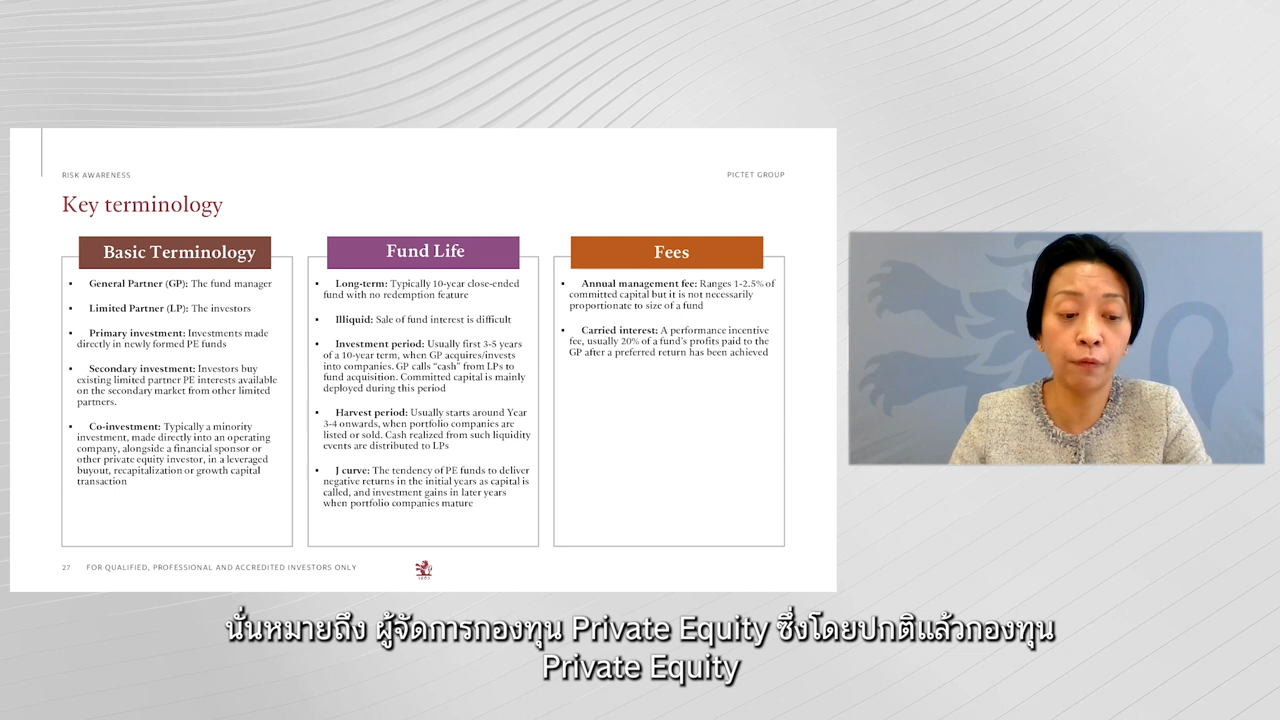 RISK AWARENESS
PICTET GROUP
Key terminology
Basic Terminology
▪ General Partner (GP): The fund manager
▪ Limited Partner (LP): The investors
▪ Primary investment: Investments made
directly in newly formed PE funds
▪ Secondary investment: Investors buy
existing limited partner PE interests available
on the secondary market from other limited
partners.
▪ Co-investment: Typically a minority
investment, made directly into an operating
company, alongside a financial sponsor or
other private equity investor, in a leveraged
buyout, recapitalization or growth capital
transaction
Fund Life
▪ Long-term: Typically 10-year close-ended
fund with no redemption feature
▪ Illiquid: Sale of fund interest is difficult
▪ Investment period: Usually first 3-5 years
of a 10-year term, when GP acquires/invests
into companies. GP calls “cash” from LPs to
fund acquisition. Committed capital is mainly
deployed during this period
▪ Harvest period: Usually starts around Year
3-4 onwards, when portfolio companies are
listed or sold. Cash realized from such liquidity
events are distributed to LPs
▪ J curve: The tendency of PE funds to deliver
negative returns in the initial years as capital is
called, and investment gains in later years
when portfolio companies mature
Fees
▪ Annual management fee: Ranges 1-2.5% of
committed capital but it is not necessarily
proportionate to size of a fund
▪ Carried interest: A performance incentive
fee, usually 20% of a fund's profits paid to the
GP after a preferred return has been achieved
27 FOR QUALIFIED, PROFESSIONAL AND ACCREDITED INVESTORS ONLY
นั่นหมายถึง ผู้จัดการกองทุน Private Equity ซึ่งโดยปกติแล้วกองทุน
Private Equity